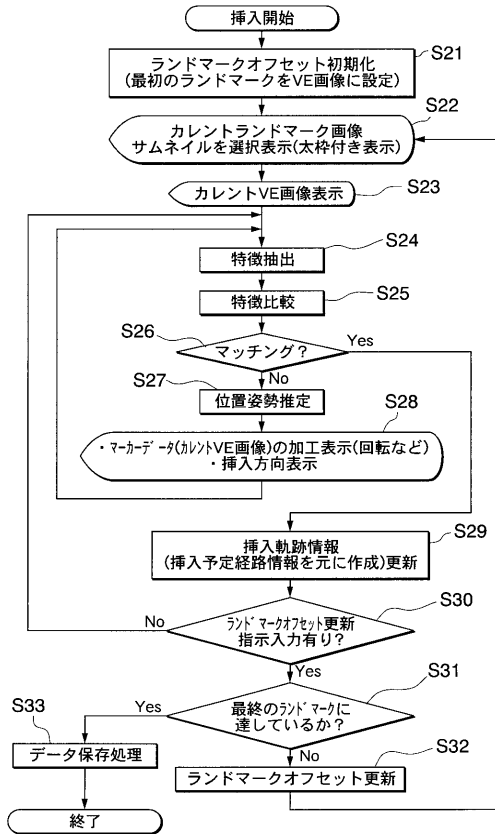 挿入開始
ランドマークオフセット初期化
(最初のランドマークをVE画像に設定)
S21
カレントランドマーク画像
サムネイルを選択表示(太枠付き表示)
S22
カレントVE画像表示
S23
特徴抽出
S24
特徴比較
S25
マッチング?
S26
Yes
No
位置姿勢推定
S27
・マーカーデータ(カレントVE画像)の加工表示(回転など)
・挿入方向表示
S28
挿入軌跡情報
(挿入予定経路情報を元に作成)更新
S29
ランドマークオフセット更新
指示入力有り?
S30
No
Yes
最終のランドマークに
達しているか?
S31
Yes
No
データ保存処理
S33
ランドマークオフセット更新
S32
終了